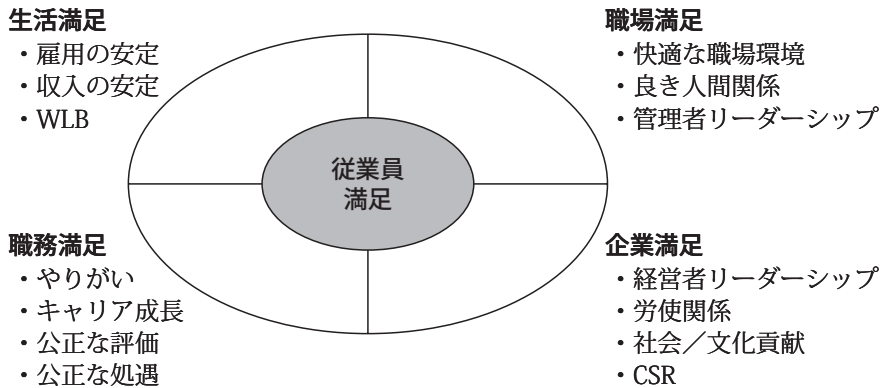 生活満足
・雇用の安定
・収入の安定
・WLB
職場満足
・快適な職場環境
・良き人間関係
・管理者リーダーシップ
従業員
満足
職務満足
・やりがい
・キャリア成長
・公正な評価
・公正な処遇
企業満足
・経営者リーダーシップ
・労使関係
・社会／文化貢献
・CSR